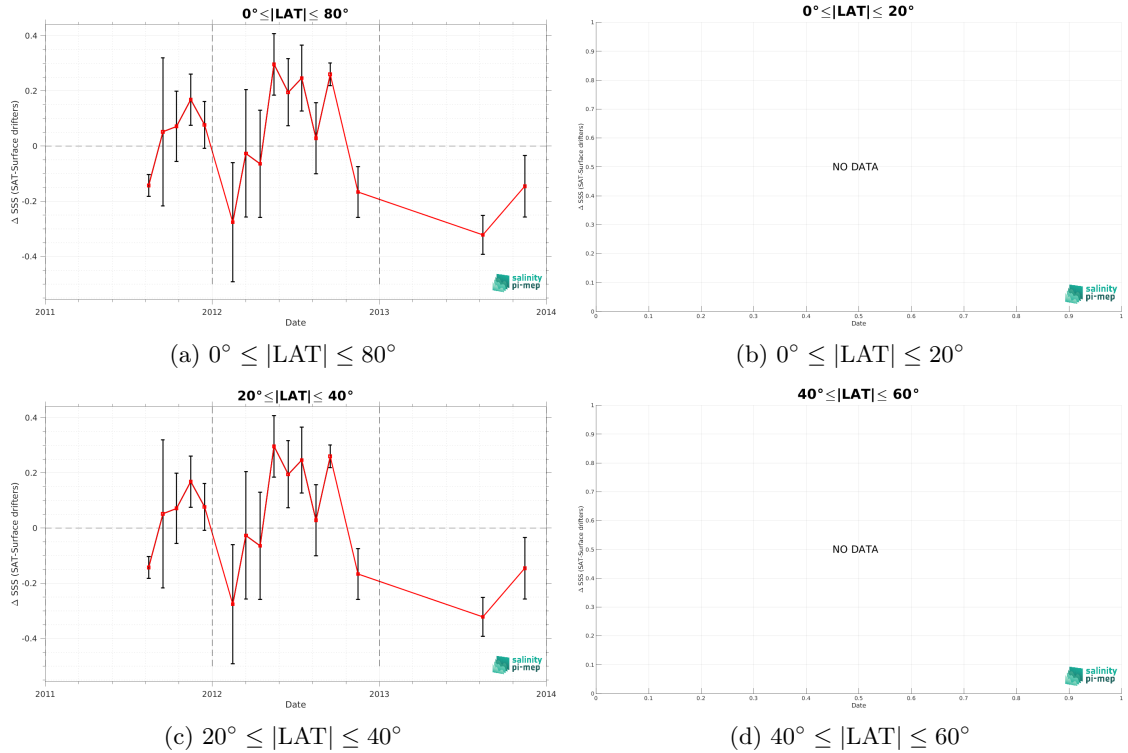 0°≤|LAT|≤ 80°
Δ SSS (SAT-Surface drifters)
0.4
0.2
0
-0.2
-0.4
2011
2012
2013
2014
Date
salinity
pi-mep
(a) 0° ≤ |LAT| ≤ 80°
0°≤|LAT|≤ 20°
Δ SSS (SAT-Surface drifters)
1
0.9
0.8
0.7
0.6
0.5
0.4
0.3
0.2
0.1
0
NO DATA
0
0.1
0.2
0.3
0.4
0.5
0.6
0.7
0.8
0.9
1
Date
salinity
pi-mep
(b) 0° ≤ |LAT| ≤ 20°
20°≤|LAT|≤ 40°
Δ SSS (SAT-Surface drifters)
0.4
0.2
0
-0.2
-0.4
2011
2012
2013
2014
Date
salinity
pi-mep
(c) 20° ≤ |LAT| ≤ 40°
40°≤|LAT|≤ 60°
Δ SSS (SAT-Surface drifters)
1
0.9
0.8
0.7
0.6
0.5
0.4
0.3
0.2
0.1
0
NO DATA
0
0.1
0.2
0.3
0.4
0.5
0.6
0.7
0.8
0.9
1
Date
salinity
pi-mep
(d) 40° ≤ |LAT| ≤ 60°